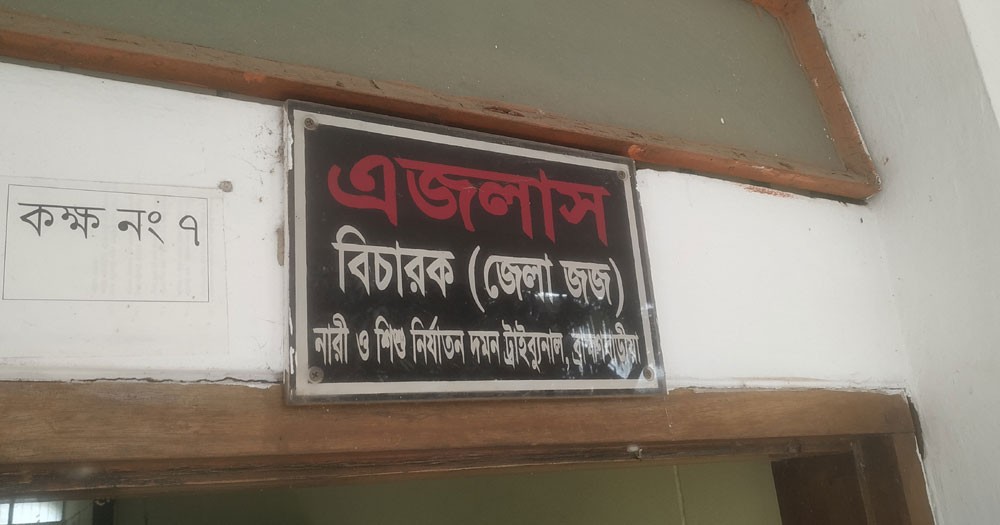 কক্ষ নং ৭
এজলাস
বিচারক (জেলা জজ)
নারী ও শিশু নির্যাতন দমন ট্রাইব্যুনাল, ব্রাহ্মণবাড়ীয়া